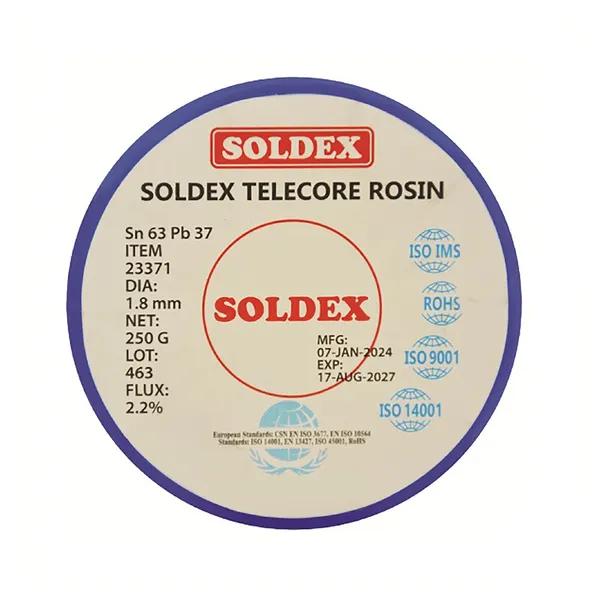 SOLDEX
SOLDEX TELECORE ROSIN
Sn 63 Pb 37
ITEM
23371
DIA:
1.8 mm
NET:
250 G
LOT:
463
FLUX:
2.2%
SOLDEX
MFG:
07-JAN-2024
EXP:
17-AUG-2027
ISO IMS
ROHS
ISO 9001
ISO 14001
European Standards: CSN EN ISO 3677, EN ISO 10564
Standards: ISO 14001, EN 13427, ISO 45001, RoHS